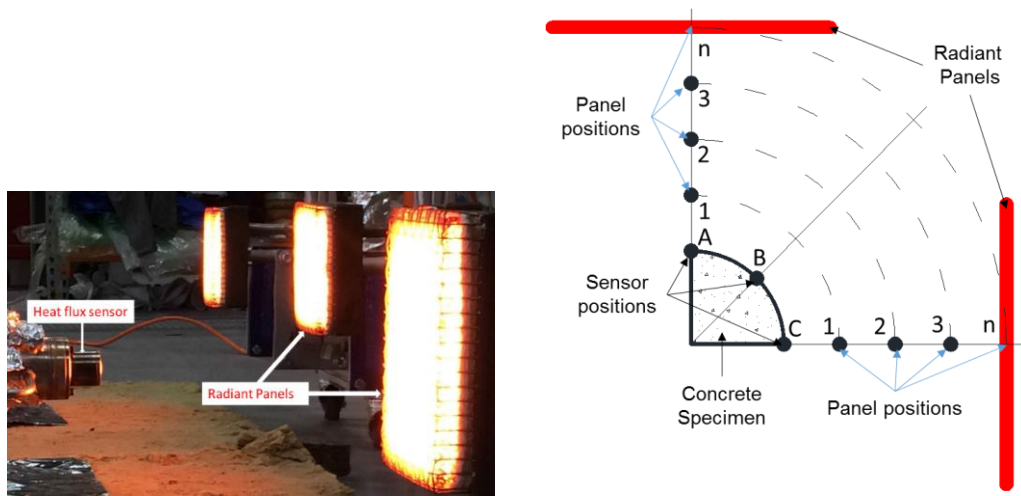 Heat flux sensor
Radiant Panels
n
3
2
1
A
B
C
1
2
3
n
Panel
positions
Radiant
Panels
Sensor
positions
Concrete
Specimen
Panel positions